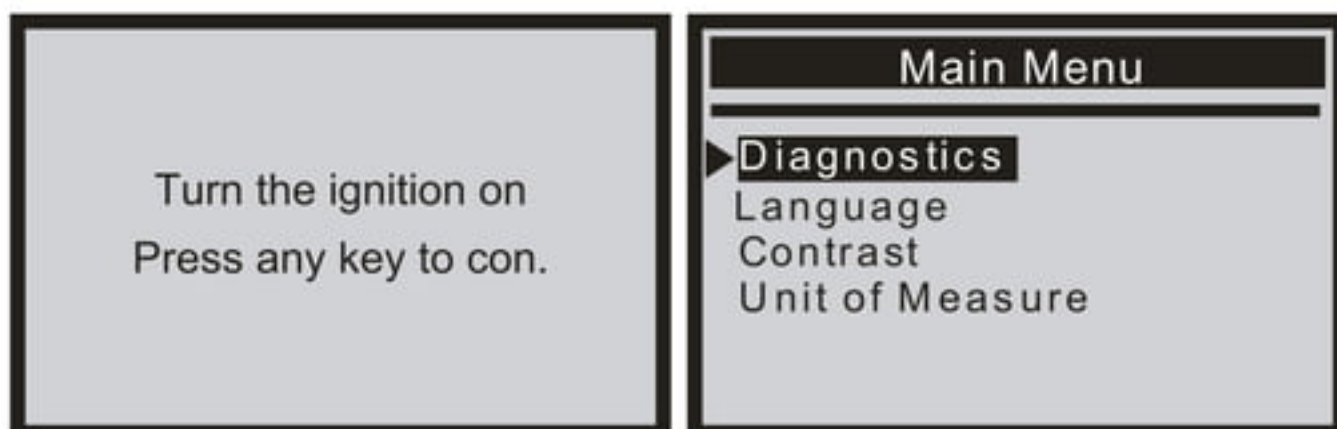 Turn the ignition on
Press any key to con.
Main Menu
Diagnostics
Language
Contrast
Unit of Measure